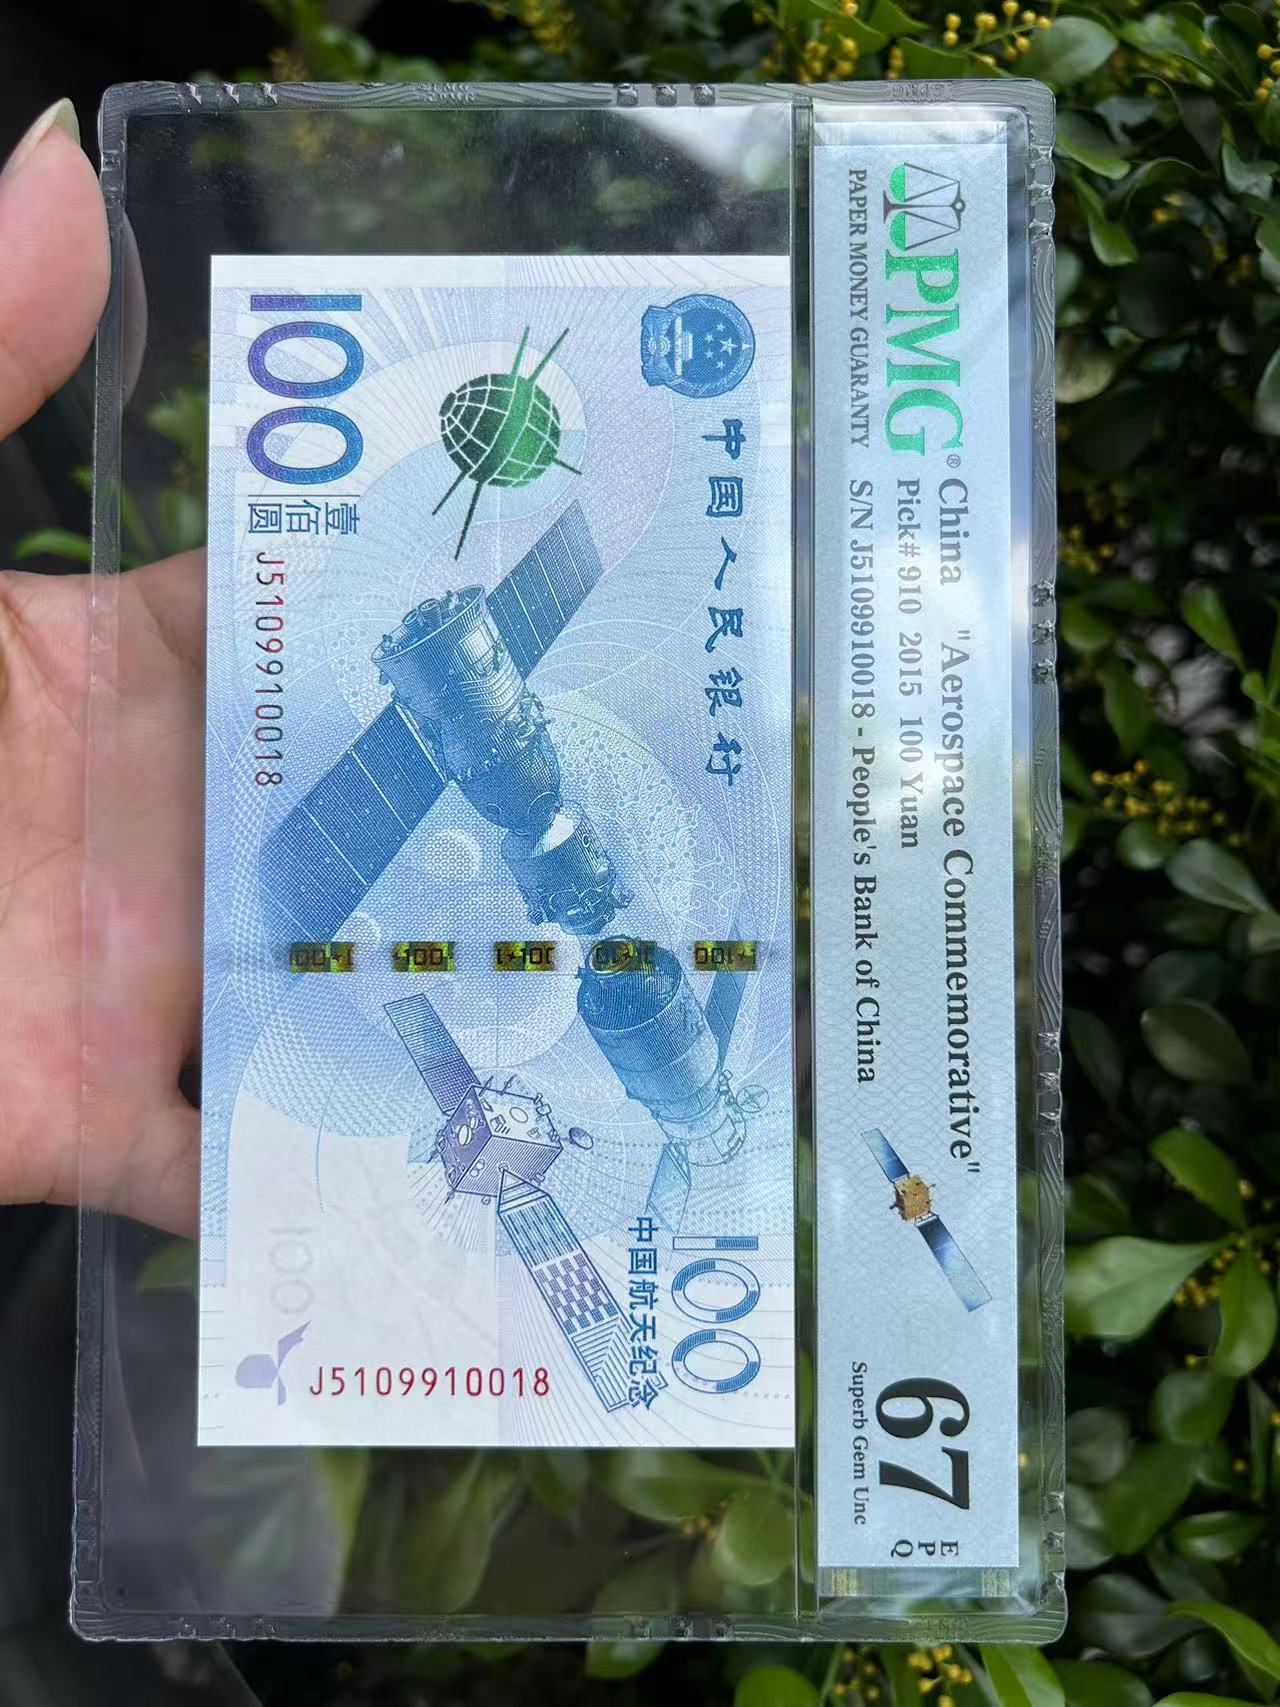 PMG®
PAPER MONEY GUARANTY
China "Aerospace Commemorative"
Pick# 910 2015 100 Yuan
S/N J5109910018 - People's Bank of China
67
EPQ
Superb Gem Unc
中国人民银行
100
中国航天纪念
100
壹佰圆
J5109910018
J5109910018
100